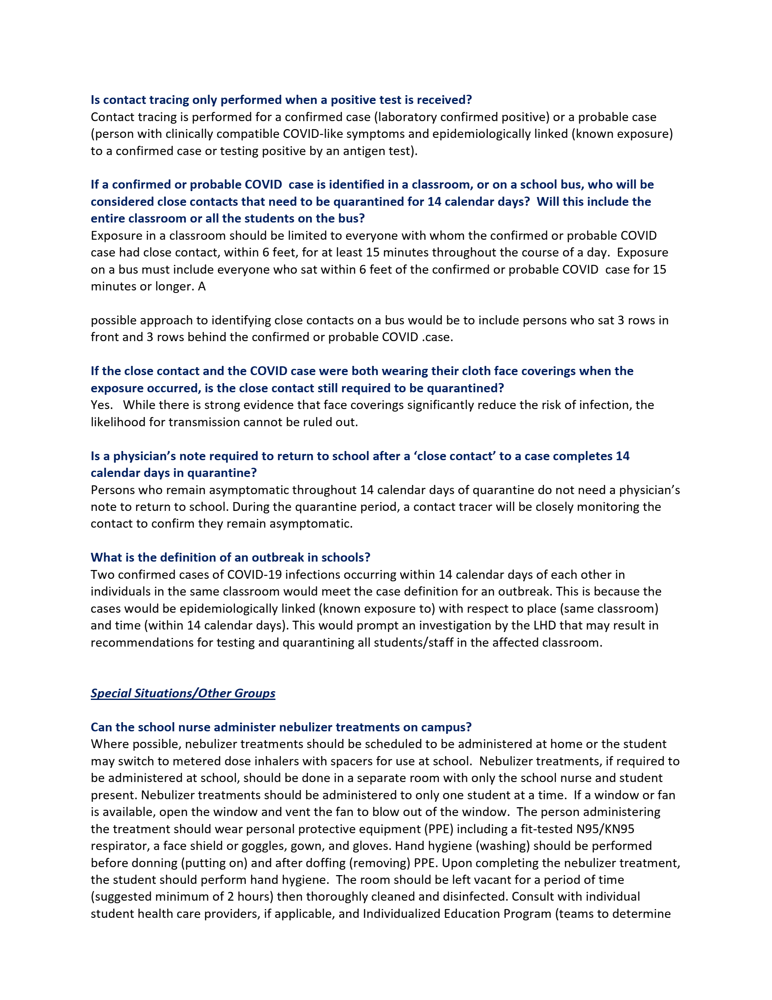 Is contact tracing only performed when a positive test is received?
Contact tracing is performed for a confirmed case (laboratory confirmed positive) or a probable case
(person with clinically compatible COVID-like symptoms and epidemiologically linked (known exposure)
to a confirmed case or testing positive by an antigen test).
If a confirmed or probable COVID  case is identified in a classroom, or on a school bus, who will be
considered close contacts that need to be quarantined for 14 calendar days?  Will this include the
entire classroom or all the students on the bus?
Exposure in a classroom should be limited to everyone with whom the confirmed or probable COVID
case had close contact, within 6 feet, for at least 15 minutes throughout the course of a day.  Exposure
on a bus must include everyone who sat within 6 feet of the confirmed or probable COVID  case for 15
minutes or longer. A
possible approach to identifying close contacts on a bus would be to include persons who sat 3 rows in
front and 3 rows behind the confirmed or probable COVID .case.
If the close contact and the COVID case were both wearing their cloth face coverings when the
exposure occurred, is the close contact still required to be quarantined?
Yes.   While there is strong evidence that face coverings significantly reduce the risk of infection, the
likelihood for transmission cannot be ruled out.
Is a physician’s note required to return to school after a ‘close contact’ to a case completes 14
calendar days in quarantine?
Persons who remain asymptomatic throughout 14 calendar days of quarantine do not need a physician’s
note to return to school. During the quarantine period, a contact tracer will be closely monitoring the
contact to confirm they remain asymptomatic.
What is the definition of an outbreak in schools?
Two confirmed cases of COVID-19 infections occurring within 14 calendar days of each other in
individuals in the same classroom would meet the case definition for an outbreak. This is because the
cases would be epidemiologically linked (known exposure to) with respect to place (same classroom)
and time (within 14 calendar days). This would prompt an investigation by the LHD that may result in
recommendations for testing and quarantining all students/staff in the affected classroom.
Special Situations/Other Groups
Can the school nurse administer nebulizer treatments on campus?
Where possible, nebulizer treatments should be scheduled to be administered at home or the student
may switch to metered dose inhalers with spacers for use at school.  Nebulizer treatments, if required to
be administered at school, should be done in a separate room with only the school nurse and student
present. Nebulizer treatments should be administered to only one student at a time.  If a window or fan
is available, open the window and vent the fan to blow out of the window.  The person administering
the treatment should wear personal protective equipment (PPE) including a fit-tested N95/KN95
respirator, a face shield or goggles, gown, and gloves. Hand hygiene (washing) should be performed
before donning (putting on) and after doffing (removing) PPE. Upon completing the nebulizer treatment,
the student should perform hand hygiene.  The room should be left vacant for a period of time
(suggested minimum of 2 hours) then thoroughly cleaned and disinfected. Consult with individual
student health care providers, if applicable, and Individualized Education Program (teams to determine